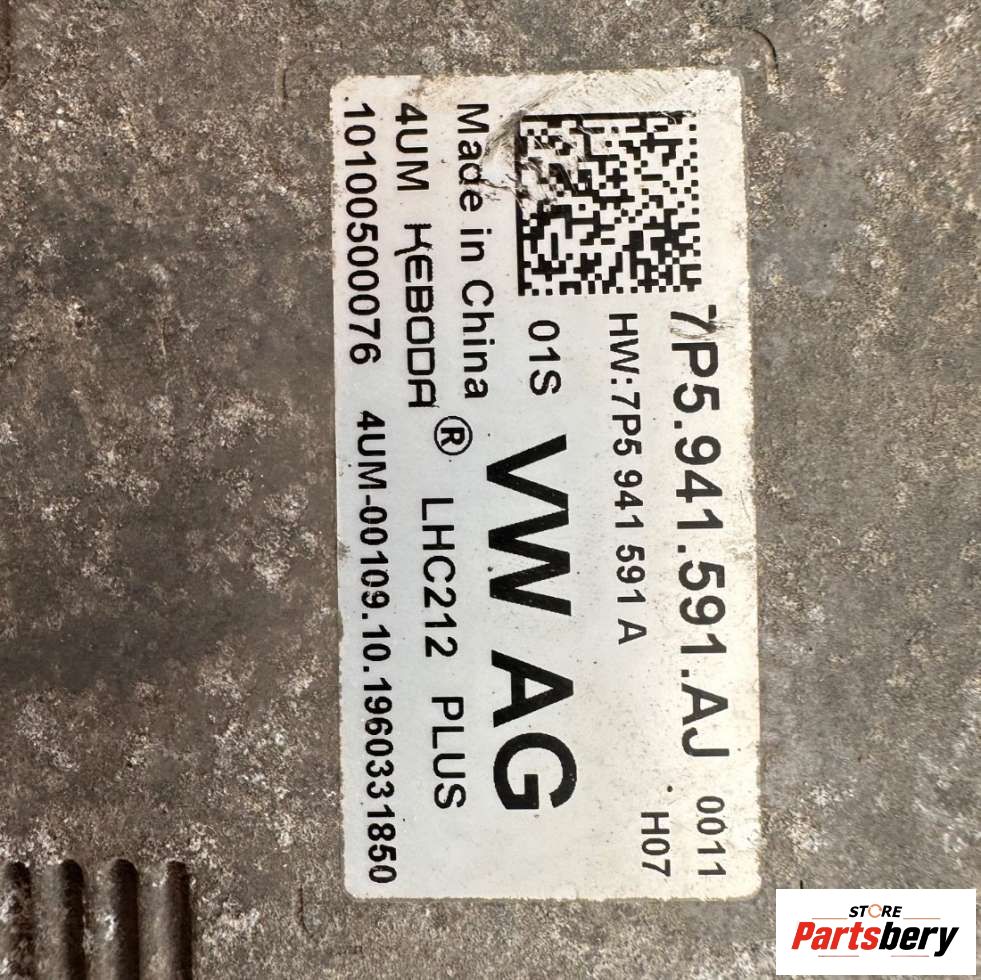 7P5.941.591.AJ 0011
HW:7P5 941 591 A H07
01S VW AG
Made in China
4UM KEBODA® LHC212 PLUS
10100500076 4UM-00109.10.1960331850
STORE
Partsbery